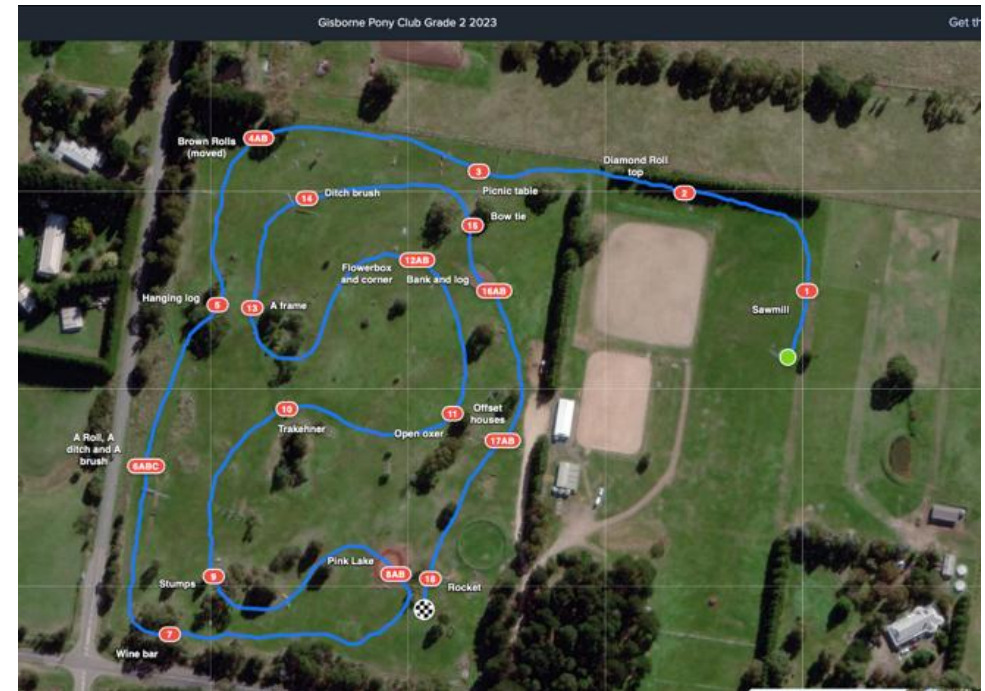 Gisborne Pony Club Grade 2 2023
Get th
Brown Rolls
(moved)
4AB
3
Picnic table
Diamond Roll
top
2
14
Ditch brush
15
Bow tie
Flowerbox
and corner
12AB
Bank and log
16AB
1
Sawmill
Hanging log
5
13
A frame
10
Trakehner
11
Offset
houses
Open oxer
17AB
A Roll, A
ditch and A
brush
6ABC
Pink Lake
8AB
Stumps
9
18
Rocket
7
Wine bar